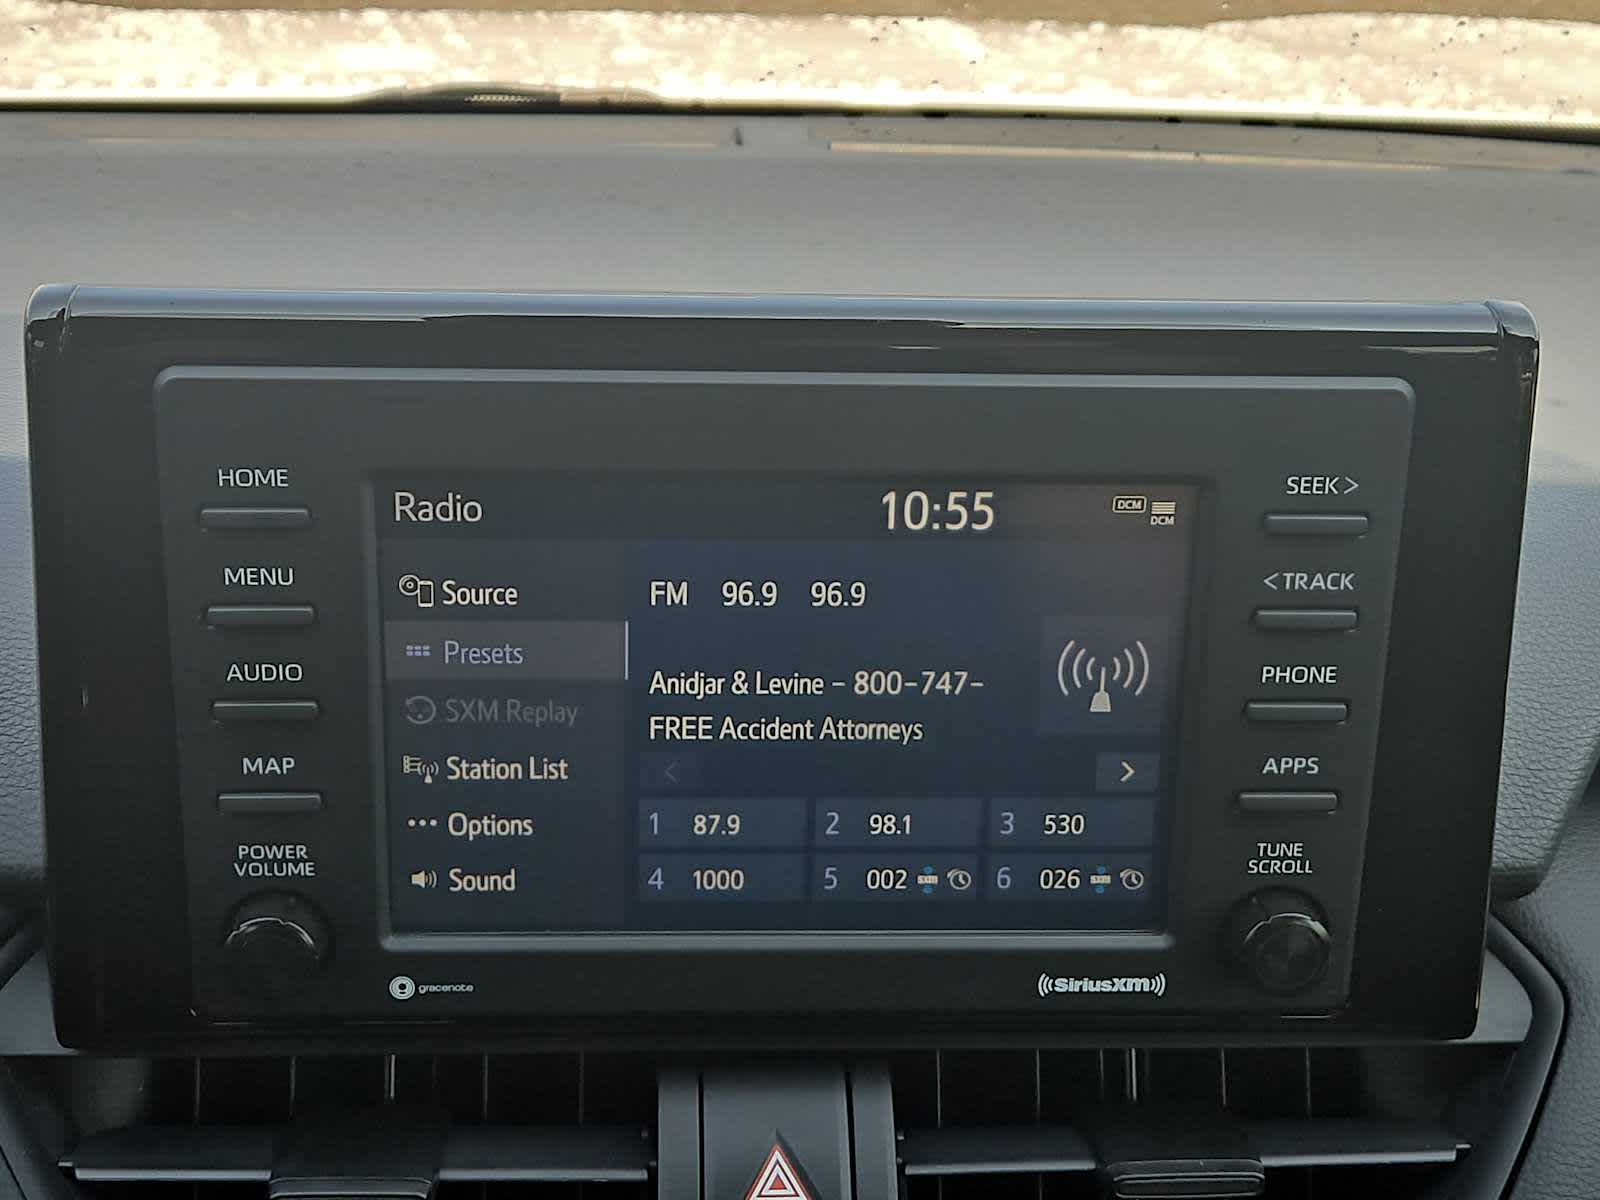 HOME
MENU
AUDIO
MAP
POWER
VOLUME
Radio
10:55
DCM
DCM
Source
Presets
SXM Replay
Station List
Options
Sound
FM 96.9 96.9
Anidjar & Levine - 800-747-
FREE Accident Attorneys
< >
1 87.9 2 98.1 3 530
4 1000 5 002 SXM 6 026 SXM
SEEK >
< TRACK
PHONE
APPS
TUNE
SCROLL
gracenote
SiriusXM